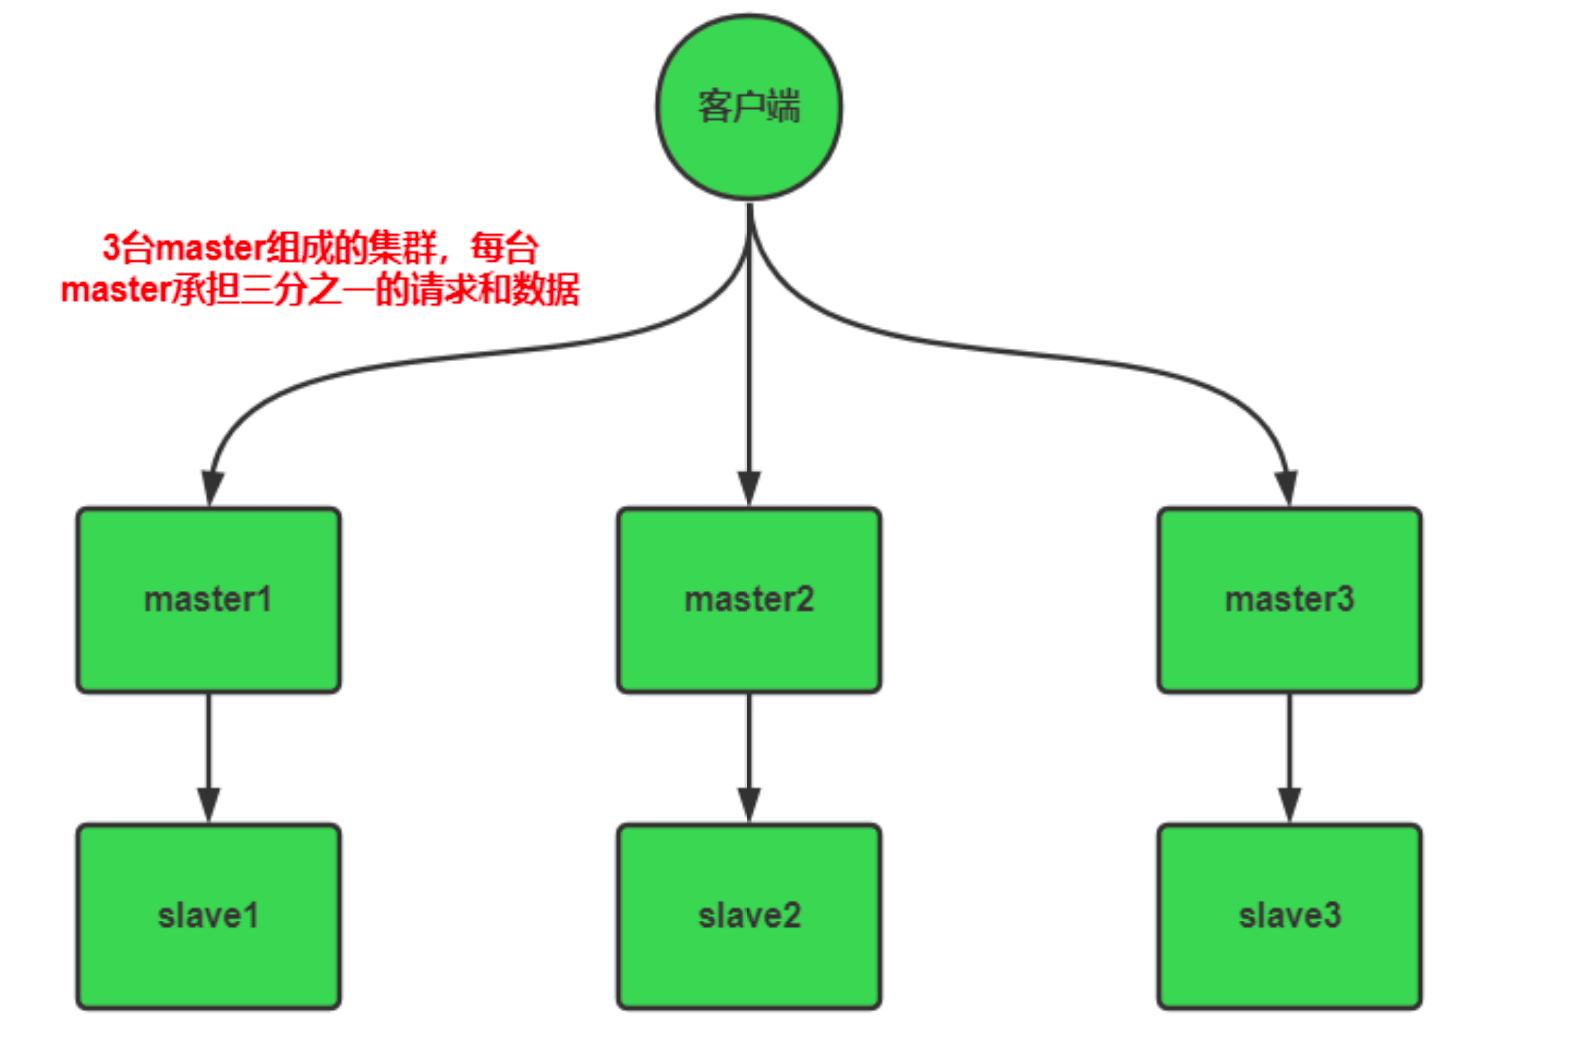 客户端
3台master组成的集群，每台
master承担三分之一的请求和数据
master1
master2
master3
slave1
slave2
slave3